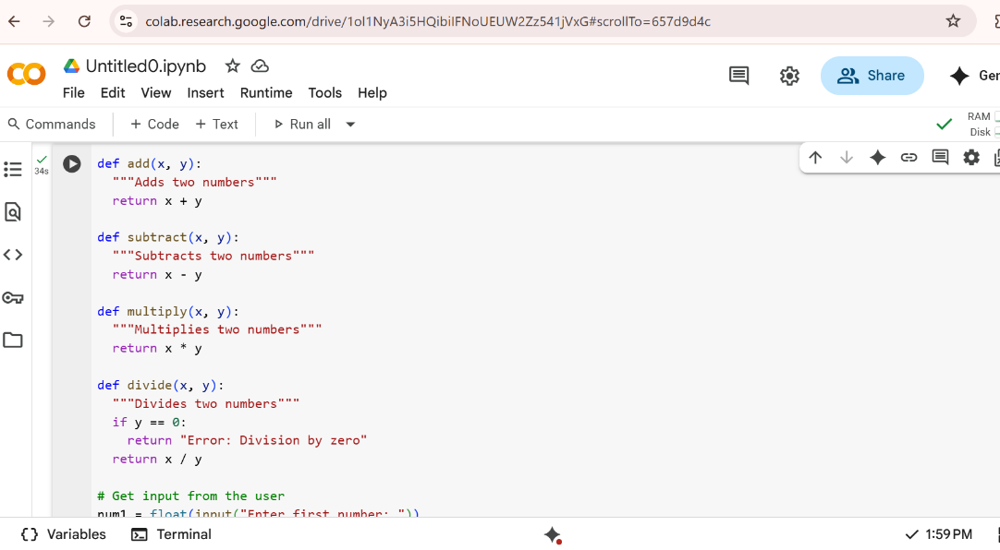 colab.research.google.com/drive/1ol1NyA3i5HQibiIFNoUEUW2Zz541jVxG#scrollTo=657d9d4c
Untitled0.ipynb
File Edit View Insert Runtime Tools Help
Share
Commands + Code + Text Run all
RAM
Disk
34s
def add(x, y):
  """Adds two numbers"""
  return x + y

def subtract(x, y):
  """Subtracts two numbers"""
  return x - y

def multiply(x, y):
  """Multiplies two numbers"""
  return x * y

def divide(x, y):
  """Divides two numbers"""
  if y == 0:
    return "Error: Division by zero"
  return x / y

# Get input from the user
num1 = float(input("Enter first number: "))
{} Variables Terminal
1:59 PM